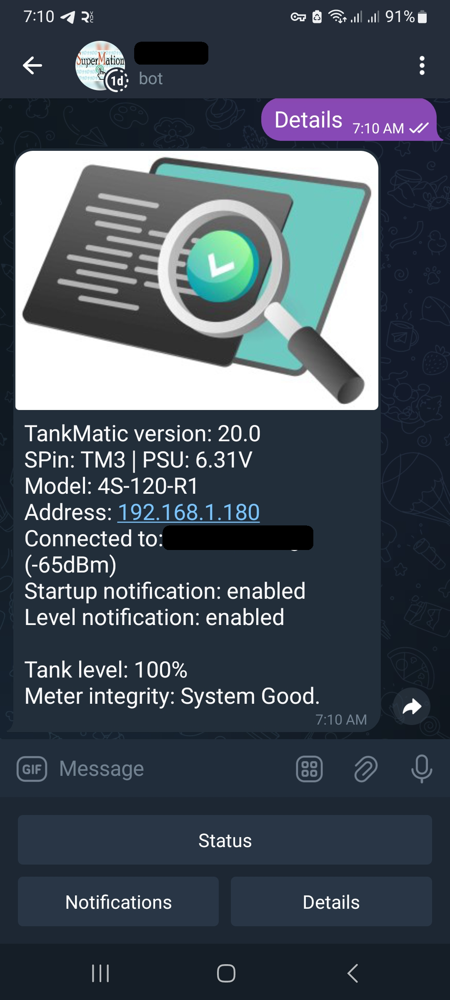 7:10
91%
SuperMation
1d
bot
Details
7:10 AM
TankMatic version: 20.0
SPin: TM3 | PSU: 6.31V
Model: 4S-120-R1
Address: 192.168.1.180
Connected to:
(-65dBm)
Startup notification: enabled
Level notification: enabled
Tank level: 100%
Meter integrity: System Good.
7:10 AM
GIF
Message
Status
Notifications
Details